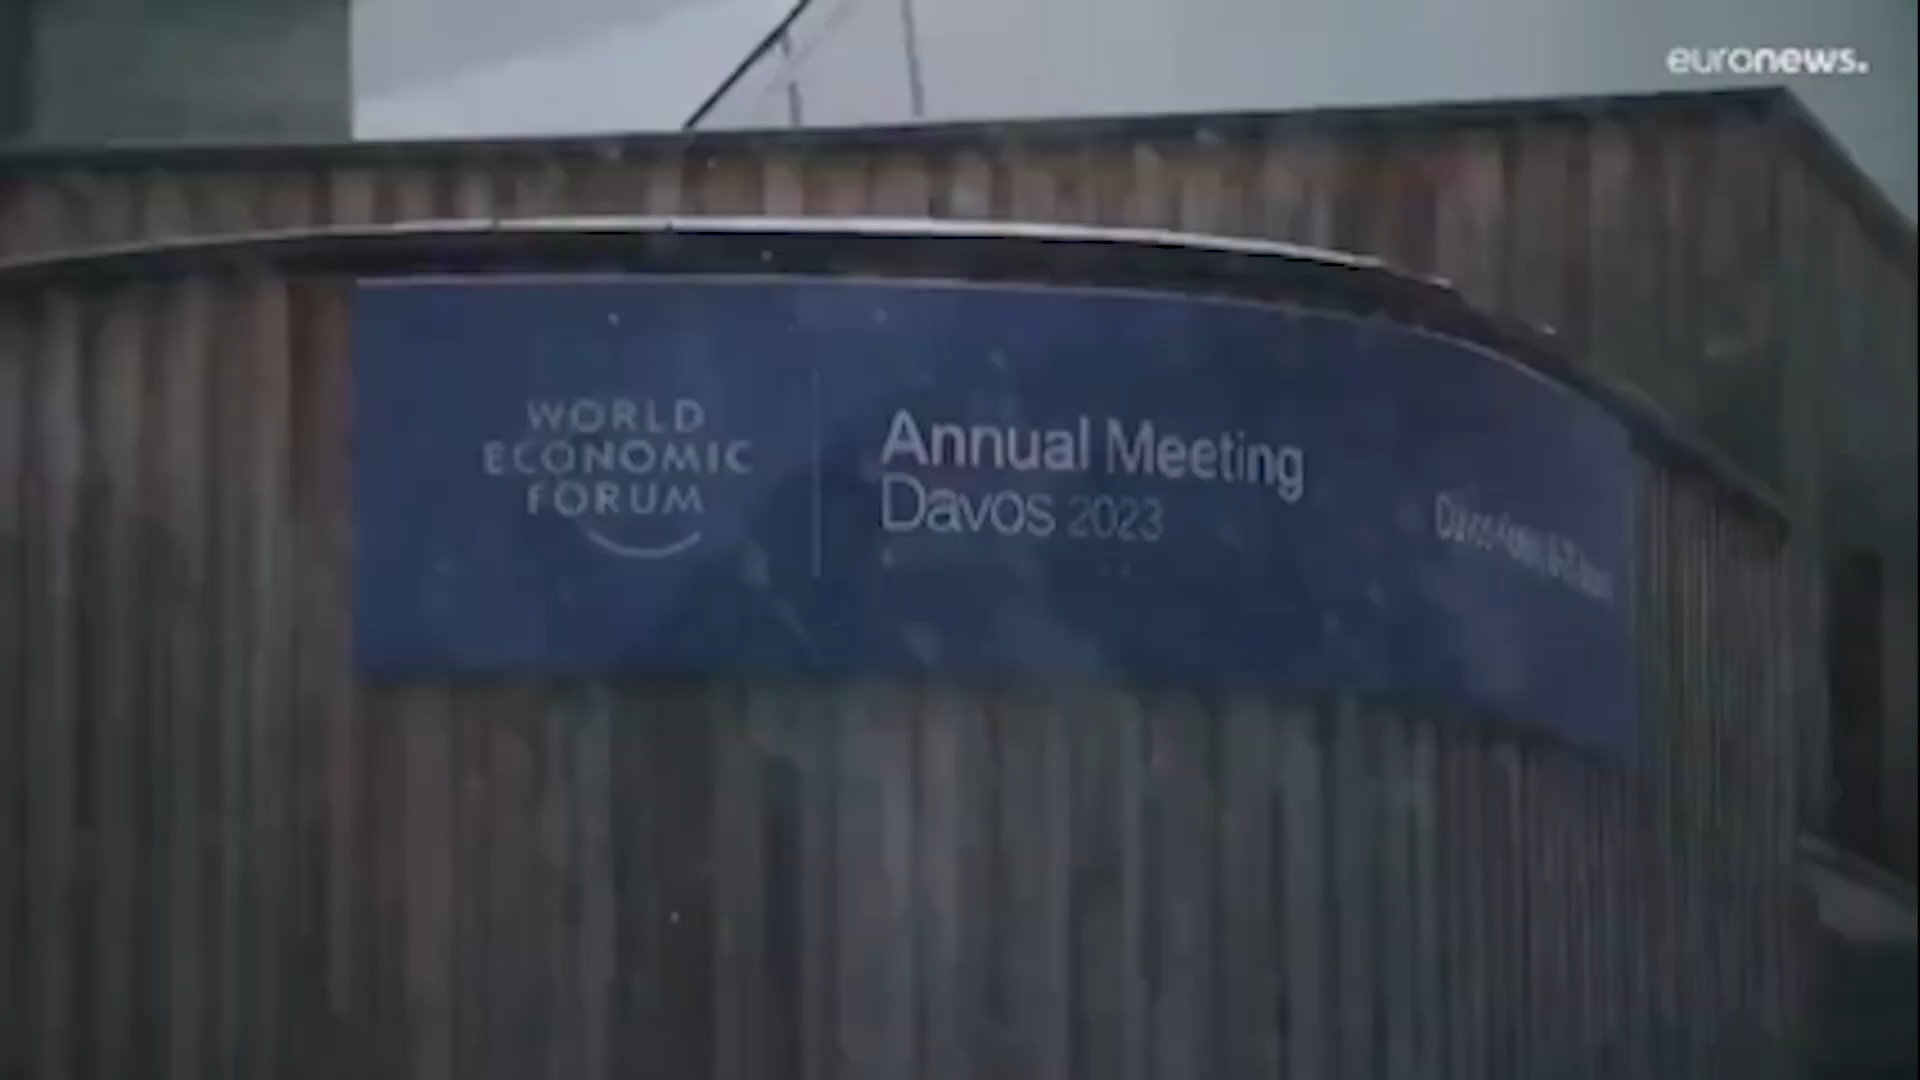 euronews.
WORLD
ECONOMIC
FORUM
Annual Meeting
Davos 2023